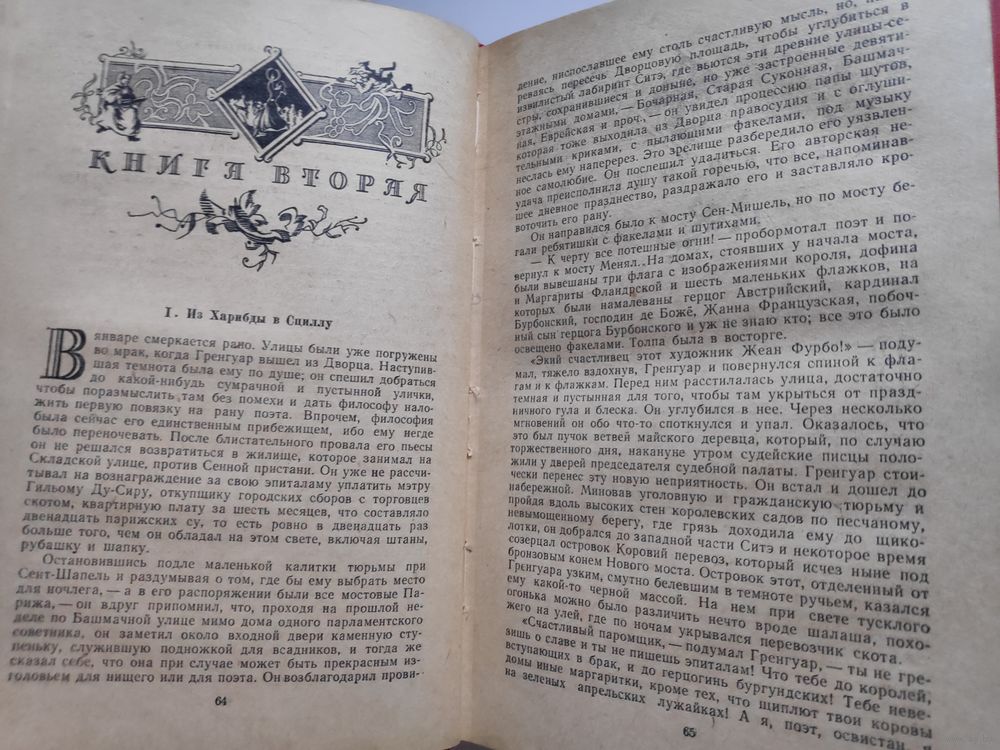 КНИГА ВТОРАЯ
I. Из Харибды в Сциллу
В январе смеркается рано. Улицы были уже погружены
во мрак, когда Гренгуар вышел из Дворца. Наступив-
шая темнота была ему по душе; он спешил добраться
до какой-нибудь сумрачной и пустынной улички,
чтобы поразмыслить там без помехи и дать философу нало-
жить первую повязку на рану поэта. Впрочем, философия
была сейчас его единственным прибежищем, ибо ему негде
было переночевать. После блистательного провала его пьесы
он не решался возвратиться в жилище, которое занимал на
Складской улице, против Сенной пристани. Он уже не рассчи-
тывал на вознаграждение за свою эпиталаму уплатить мэтру
Гильому Ду-Сиру, откупщику городских сборов с торговцев
скотом, квартирную плату за шесть месяцев, что составляло
двенадцать парижских су, то есть ровно в двенадцать раз
больше того, чем он обладал на этом свете, включая штаны,
рубашку и шапку.
Остановившись подле маленькой калитки тюрьмы при
Сент-Шапель и раздумывая о том, где бы ему выбрать место
для ночлега, — а в его распоряжении были все мостовые Па-
рижа, — он вдруг припомнил, что, проходя на прошлой не-
деле по Башмачной улице мимо дома одного парламентского
советника, он заметил около входной двери каменную сту-
пеньку, служившую подножкой для всадников, и тогда же
сказал себе, что она при случае может быть прекрасным из-
головьем для нищего или для поэта. Он возблагодарил прови-
64
дение, ниспославшее ему столь счастливую мысль, но,
реваясь пересечь Дворцовую площадь, чтобы углубиться в
извилистый лабиринт Ситэ, где вьются эти древние улицы-се-
стры, сохранившиеся и доныне, но уже застроенные девяти-
этажными домами, — Бочарная, Старая Суконная, Башмач-
ная, Еврейская и проч., — он увидел процессию папы шутов,
которая тоже выходила из Дворца правосудия и с оглуши-
тельными криками, с пылающими факелами, под музыку
неслась ему наперерез. Это зрелище разбередило его уязвлен-
ное самолюбие. Он поспешил удалиться. Его авторская не-
удача преисполнила душу такой горечью, что все, напоминав-
шее дневное празднество, раздражало его и заставляло кро-
воточить его рану.
Он направился было к мосту Сен-Мишель, но по мосту бе-
гали ребятишки с факелами и шутихами.
— К черту все потешные огни! — пробормотал поэт и по-
вернул к мосту Менял. На домах, стоявших у начала моста,
были вывешаны три флага с изображениями короля, дофина
и Маргариты Фландрской и шесть маленьких флажков, на
которых были намалеваны герцог Австрийский, кардинал
Бурбонский, господин де Божё, Жанна Французская, побоч-
ный сын герцога Бурбонского и уж не знаю кто; все это было
освещено факелами. Толпа была в восторге.
«Экий счастливец этот художник Жеан Фурбо!» — поду-
мал, тяжело вздохнув, Гренгуар и повернулся спиной к фла-
гам и к флажкам. Перед ним расстилалась улица, достаточно
темная и пустынная для того, чтобы там укрыться от празд-
ничного гула и блеска. Он углубился в нее. Через несколько
мгновений он обо что-то споткнулся и упал. Оказалось, что
это был пучок ветвей майского деревца, который, по случаю
торжественного дня, накануне утром судейские писцы поло-
жили у дверей председателя судебной палаты. Гренгуар стои-
чески перенес эту новую неприятность. Он встал и дошел до
набережной. Миновав уголовную и гражданскую тюрьму и
пройдя вдоль высоких стен королевских садов по песчаному,
невымощенному берегу, где грязь доходила ему до щико-
лотки, он добрался до западной части Ситэ и некоторое время
созерцал островок Коровий перевоз, который исчез ныне под
бронзовым конем Нового моста. Островок этот, отделенный от
Гренгуара узким, смутно белевшим в темноте ручьем, казался
ему какой-то черной массой. На нем при свете тусклого
огонька можно было различить нечто вроде шалаша, похо-
жего на улей, где по ночам укрывался перевозчик скота.
«Счастливый паромщик, — подумал Гренгуар, — ты не гре-
зишь о славе и ты не пишешь эпиталам! Что тебе до королей,
вступающих в брак, и до герцогинь бургундских! Тебе неве-
домы иные маргаритки, кроме тех, что щиплют твои коровы
на зеленых апрельских лужайках! А я, поэт, освистан
65